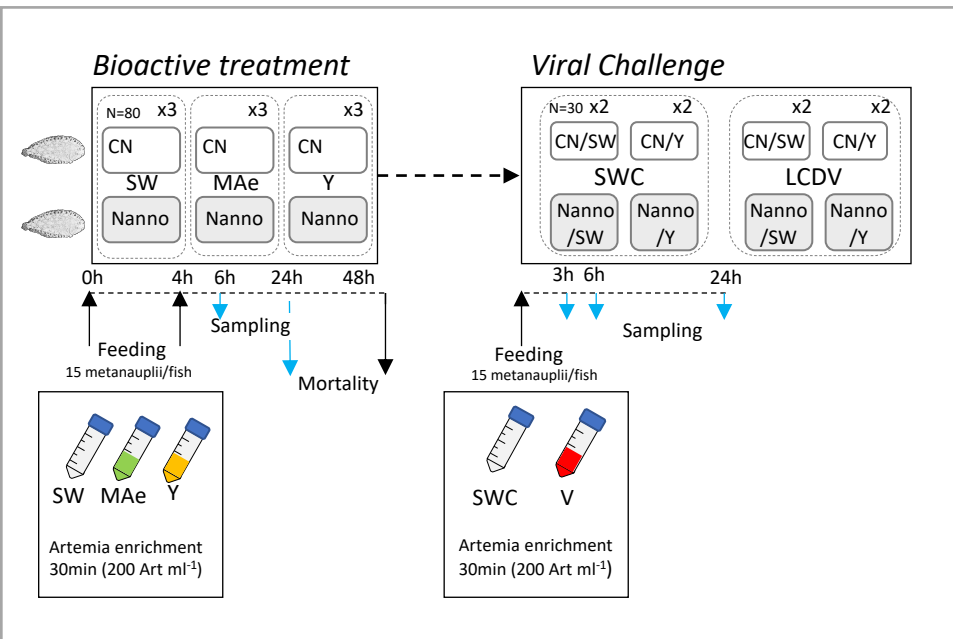 Bioactive treatment
N=80 x3 x3 x3
CN CN CN
SW MAe Y
Nanno Nanno Nanno
0h 4h 6h 24h 48h
Sampling
Feeding
15 metanauplii/fish
Mortality
SW MAe Y
Artemia enrichment
30min (200 Art ml⁻¹)
Viral Challenge
N=30 x2 x2 x2 x2
CN/SW CN/Y CN/SW CN/Y
SWC LCDV
Nanno Nanno Nanno Nanno
/SW /Y /SW /Y
3h 6h 24h
Sampling
Feeding
15 metanauplii/fish
SWC V
Artemia enrichment
30min (200 Art ml⁻¹)